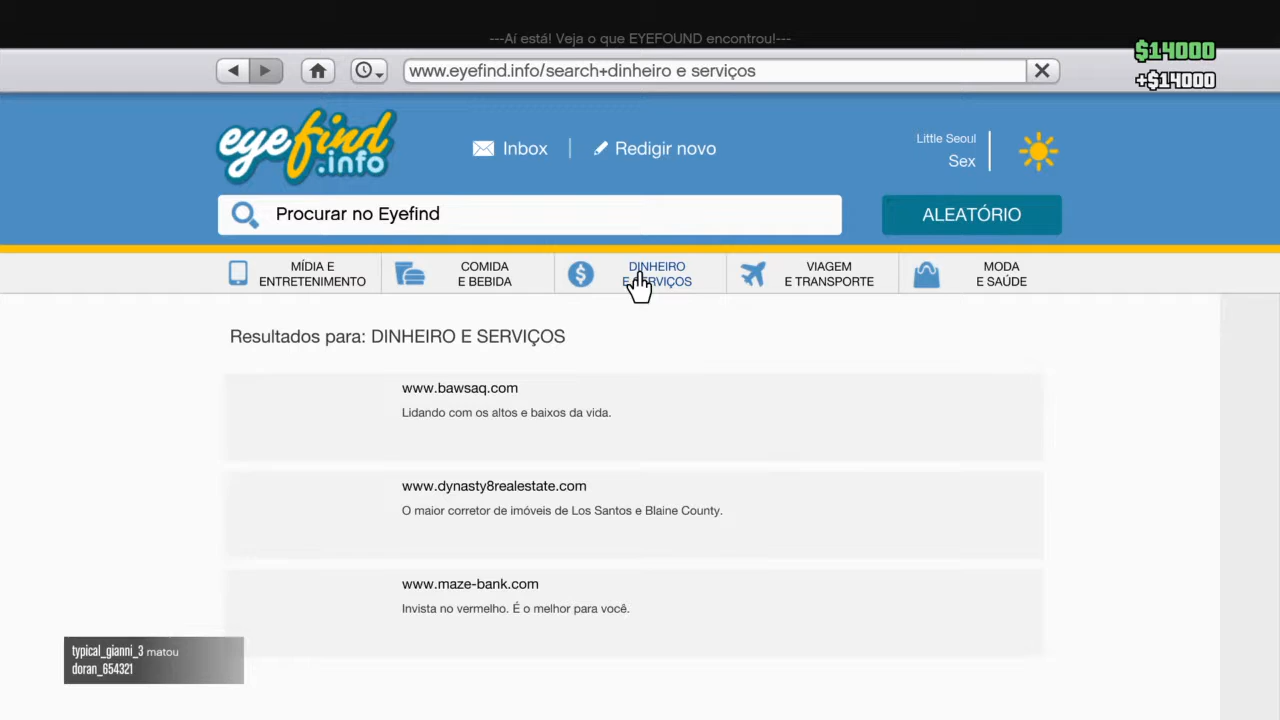 ---Aí está! Veja o que EYEFOUND encontrou!---
$14000
+$14000
www.eyefind.info/search+dinheiro e serviços
eyefind
.info
Inbox
Redigir novo
Little Seoul
Sex
Procurar no Eyefind
ALEATÓRIO
MÍDIA E
ENTRETENIMENTO
COMIDA
E BEBIDA
DINHEIRO
E SERVIÇOS
VIAGEM
E TRANSPORTE
MODA
E SAÚDE
Resultados para: DINHEIRO E SERVIÇOS
www.bawsaq.com
Lidando com os altos e baixos da vida.
www.dynasty8realestate.com
O maior corretor de imóveis de Los Santos e Blaine County.
www.maze-bank.com
Invista no vermelho. É o melhor para você.
typical_gianni_3 matou
doran_654321